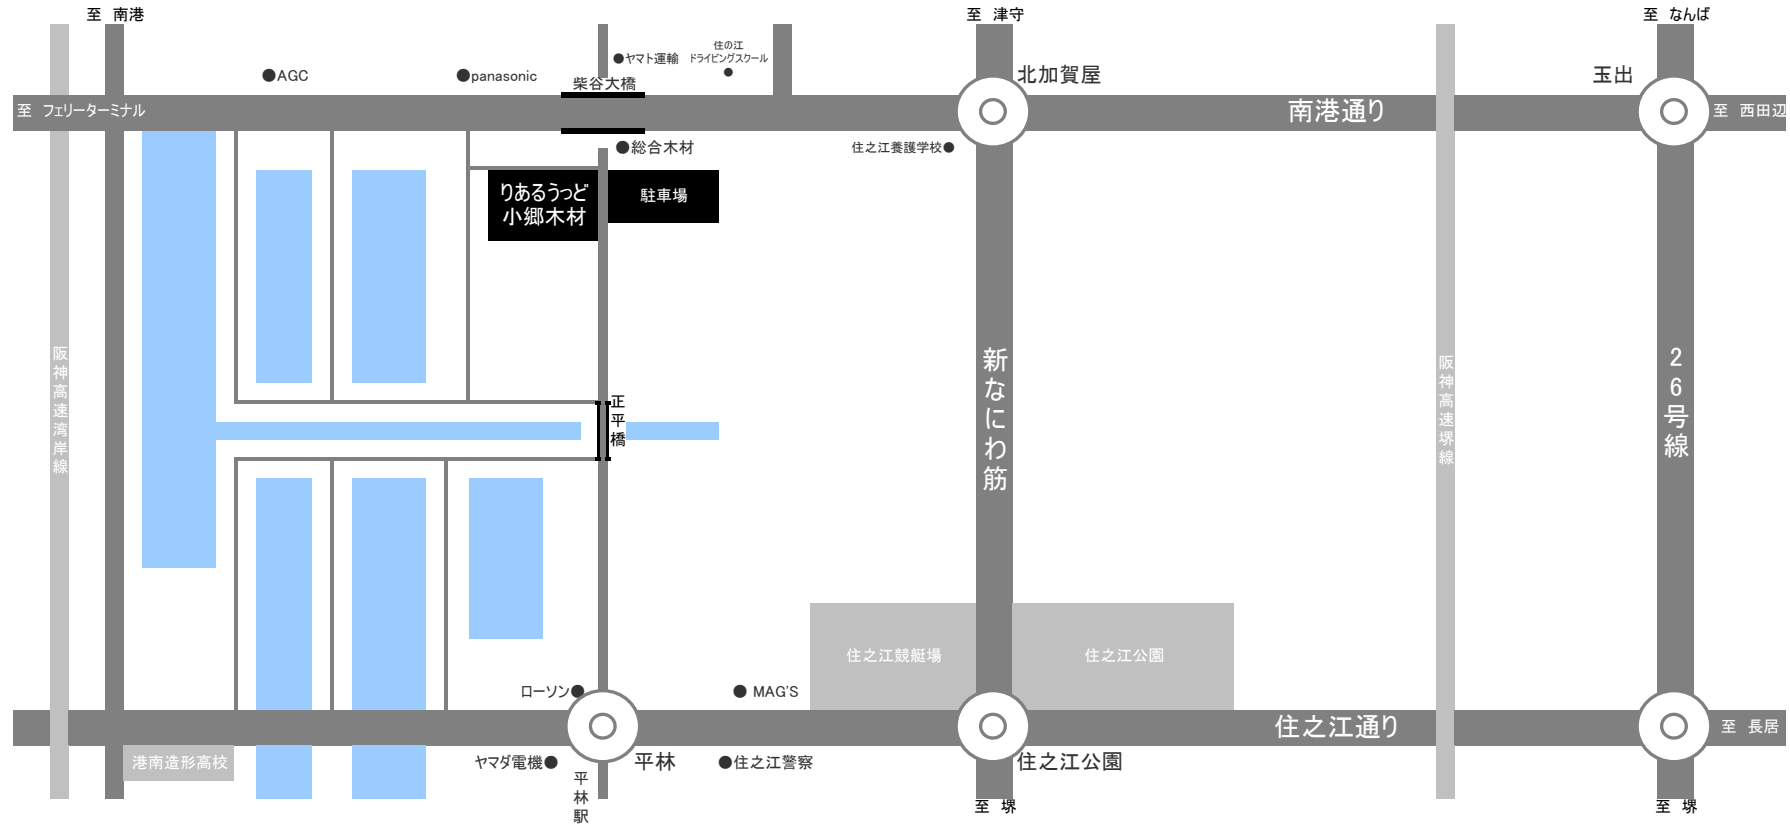 至 南港
至 津守
至 なんば
●AGC
●panasonic
●ヤマト運輸
住の江
ドライビングスクール
●
柴谷大橋
北加賀屋
玉出
至 フェリーターミナル
南港通り
至 西田辺
●総合木材
住之江養護学校●
りあるうっど
小郷木材
駐車場
阪神高速湾岸線
正平橋
新なにわ筋
阪神高速堺線
26号線
住之江競艇場
住之江公園
ローソン●
● MAG'S
住之江通り
至 長居
港南造形高校
ヤマダ電機●
平林
●住之江警察
住之江公園
平林駅
至 堺
至 堺